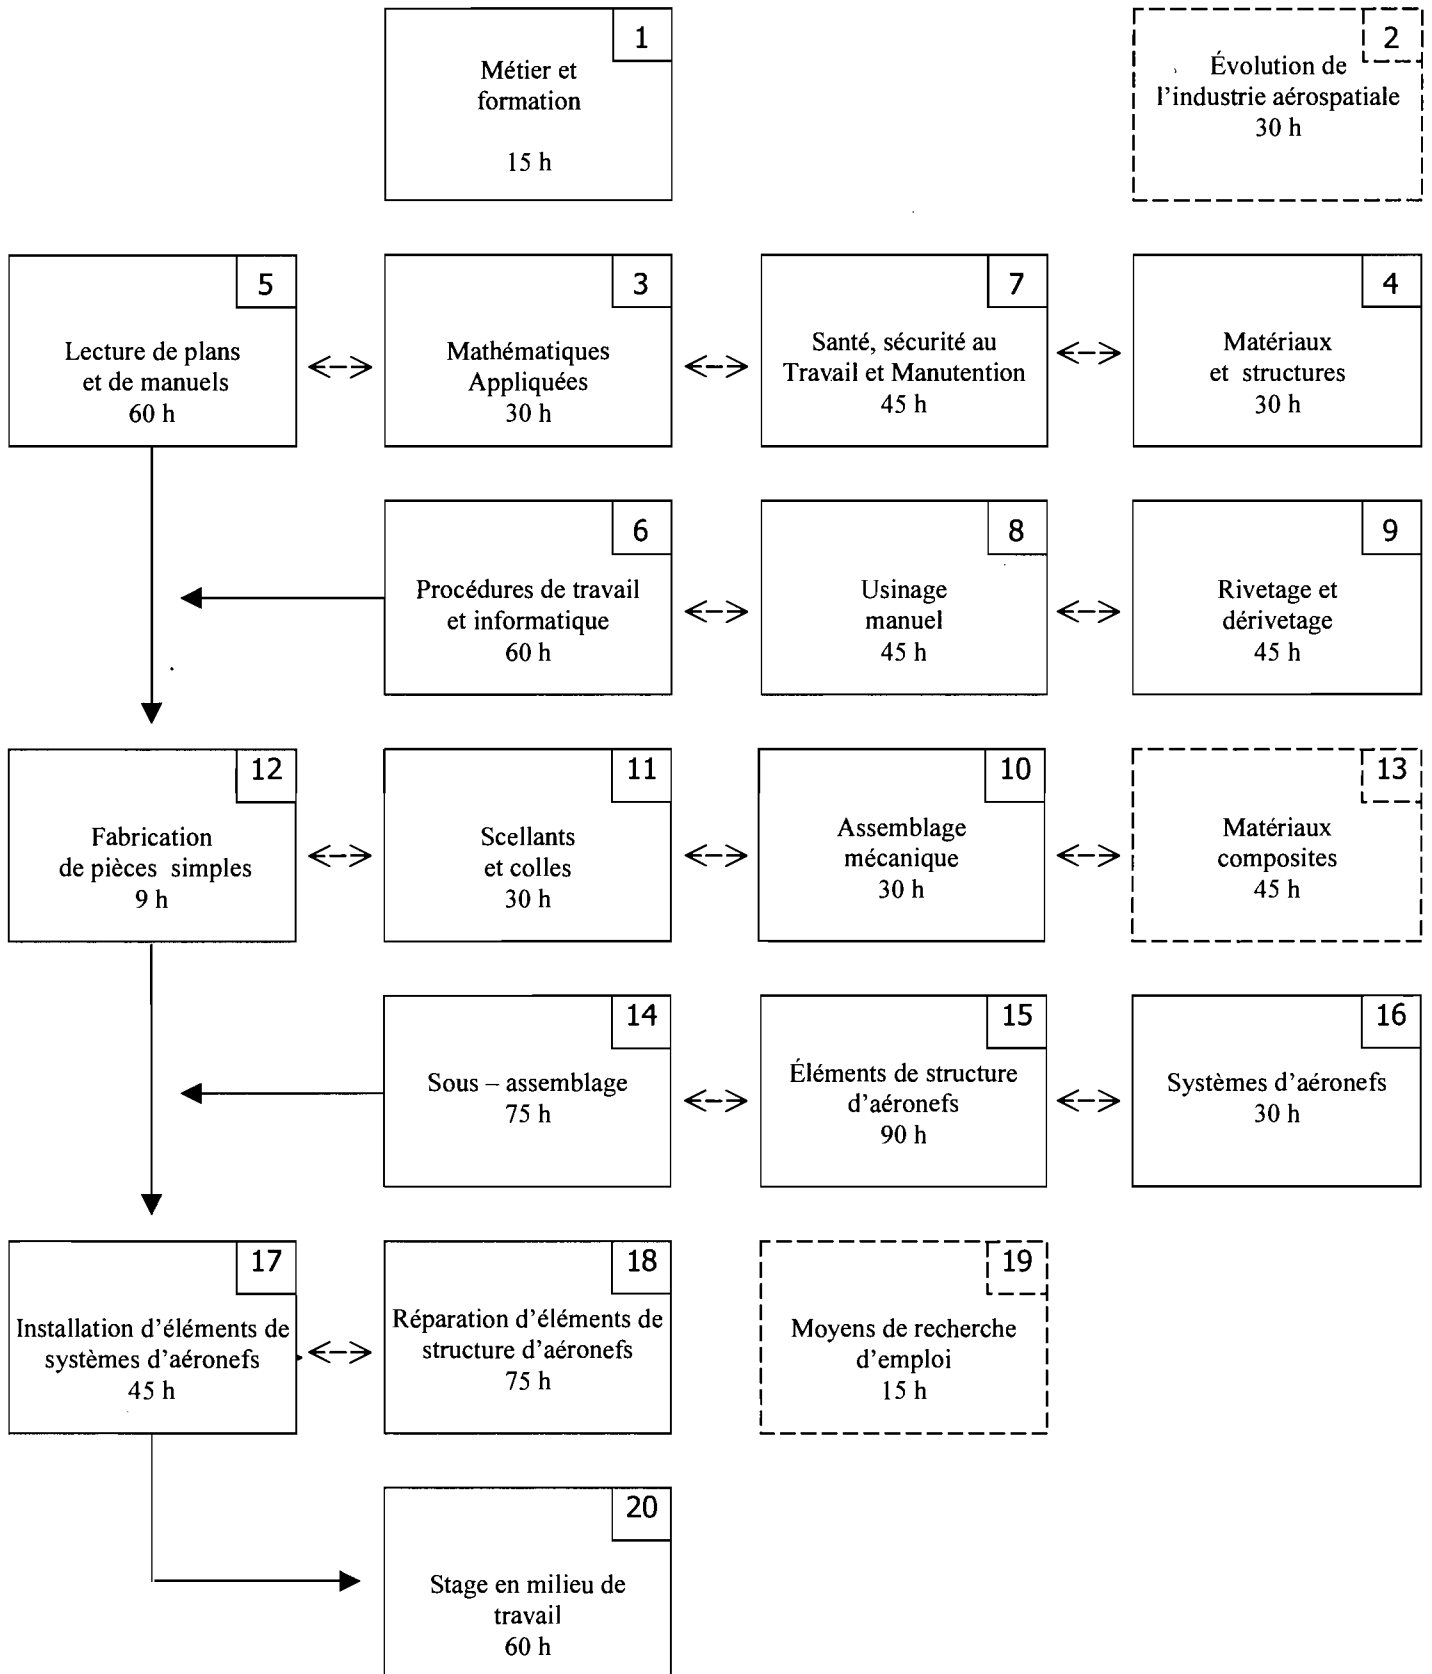 1
Métier et
formation
15 h
2
Évolution de
l'industrie aérospatiale
30 h
5
Lecture de plans
et de manuels
60 h
3
Mathématiques
Appliquées
30 h
7
Santé, sécurité au
Travail et Manutention
45 h
4
Matériaux
et structures
30 h
6
Procédures de travail
et informatique
60 h
8
Usinage
manuel
45 h
9
Rivetage et
dérivetage
45 h
12
Fabrication
de pièces simples
9 h
11
Scellants
et colles
30 h
10
Assemblage
mécanique
30 h
13
Matériaux
composites
45 h
14
Sous – assemblage
75 h
15
Éléments de structure
d'aéronefs
90 h
16
Systèmes d'aéronefs
30 h
17
Installation d'éléments de
systèmes d'aéronefs
45 h
18
Réparation d'éléments de
structure d'aéronefs
75 h
19
Moyens de recherche
d'emploi
15 h
20
Stage en milieu de
travail
60 h